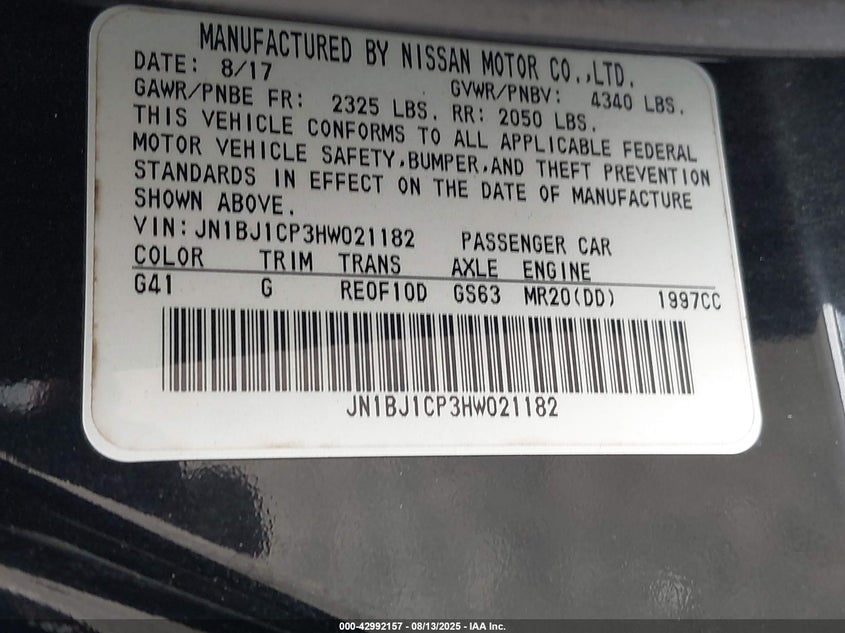 MANUFACTURED BY NISSAN MOTOR CO.,LTD.
DATE: 8/17 GVWR/PNBV: 4340 LBS.
GAWR/PNBE FR: 2325 LBS. RR: 2050 LBS.
THIS VEHICLE CONFORMS TO ALL APPLICABLE FEDERAL
MOTOR VEHICLE SAFETY,BUMPER,AND THEFT PREVENTION
STANDARDS IN EFFECT ON THE DATE OF MANUFACTURE
SHOWN ABOVE.
VIN: JN1BJ1CP3HW021182 PASSENGER CAR
COLOR TRIM TRANS AXLE ENGINE
G41 G RE0F10D GS63 MR20(DD) 1997CC
JN1BJ1CP3HW021182
000-42992157 - 08/13/2025 - IAA Inc.